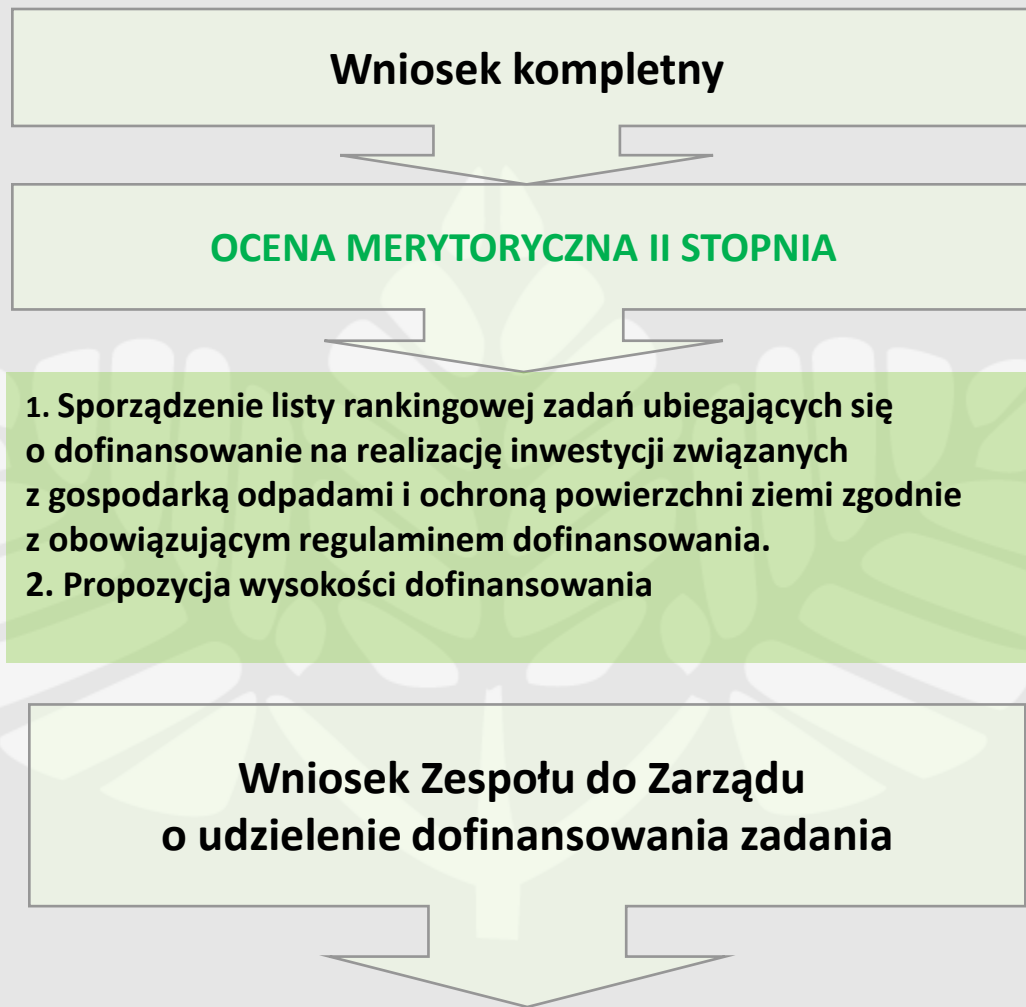 Wniosek kompletny
OCENA MERYTORYCZNA II STOPNIA
1. Sporządzenie listy rankingowej zadań ubiegających się
o dofinansowanie na realizację inwestycji związanych
z gospodarką odpadami i ochroną powierzchni ziemi zgodnie
z obowiązującym regulaminem dofinansowania.
2. Propozycja wysokości dofinansowania
Wniosek Zespołu do Zarządu
o udzielenie dofinansowania zadania